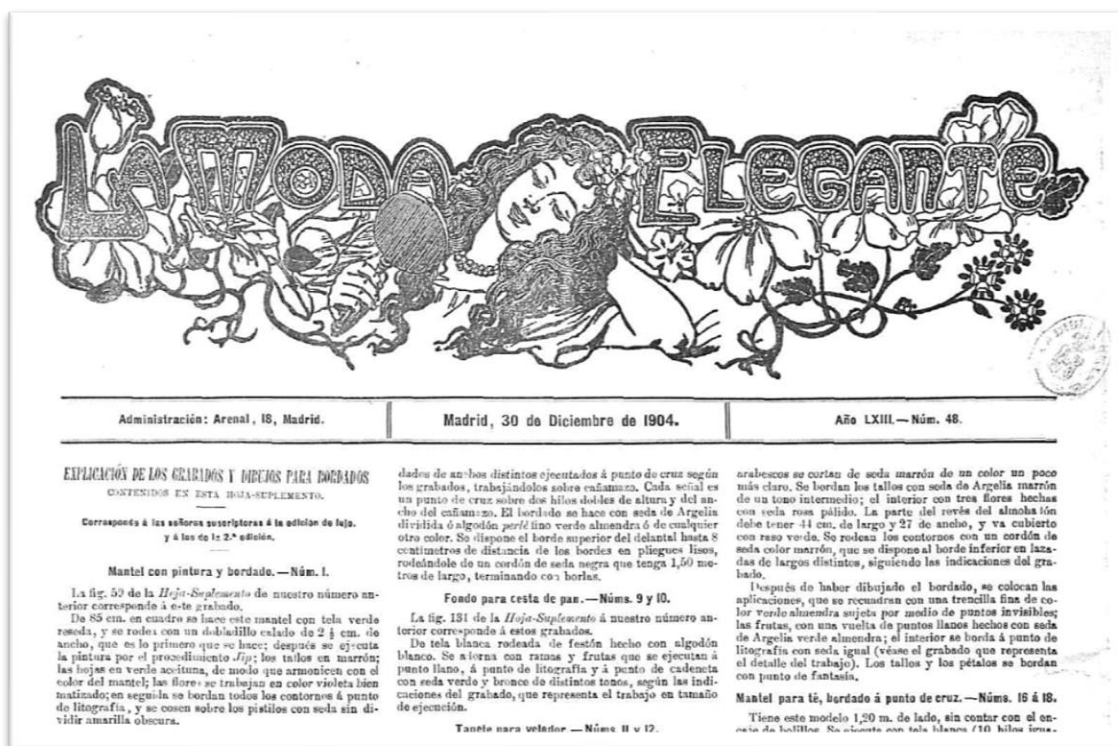 LA MODA ELEGANTE
Administración: Arenal, 18, Madrid.
Madrid, 30 de Diciembre de 1904.
Año LXIII.—Núm. 48.
EXPLICACIÓN DE LOS GRABADOS Y DIBUJOS PARA BORDADOS
CONTENIDOS EN ESTA HOJA-SUPLEMENTO.
Corresponde á las señoras suscriptoras á la edición de lujo,
y á los de la 2.ª edición.
Mantel con pintura y bordado.—Núm. 1.
La fig. 59 de la Hoja-Suplemento de nuestro número an-
terior corresponde á este grabado.
De 85 cm. en cuadro se hace este mantel con tela verde
reseda, y se rodea con un dobladillo calado de 2 ½ cm. de
ancho, que es lo primero que se hace; después se ejecuta
la pintura por el procedimiento Jip; los tallos en marrón;
las hojas en verde aceituna, de modo que armonicen con el
color del mantel; las flores se trabajan en color violeta bien
matizado; en seguida se bordan todos los contornos á punto
de litografía, y se cosen sobre los pistilos con seda sin di-
vidir amarilla obscura.
dados de anchos distintos ejecutados á punto de cruz según
los grabados, trabajándolos sobre cañamazo. Cada señal es
un punto de cruz sobre dos hilos dobles de altura y del an-
cho del cañamazo. El bordado se hace con seda de Argelia
dividida ó algodón perlé fino verde almendra ó de cualquier
otro color. Se dispone el borde superior del delantal hasta 8
centímetros de distancia de los bordes en pliegues lisos,
rodeándole de un cordón de seda negra que tenga 1,50 me-
tros de largo, terminando con borlas.
Fondo para cesta de pan.—Núms. 9 y 10.
La fig. 131 de la Hoja-Suplemento á nuestro número an-
terior corresponde á estos grabados.
De tela blanca rodeada de festón hecho con algodón
blanco. Se adorna con ramas y frutas que se ejecutan á
punto llano, á punto de litografía y á punto de cadeneta
con seda verde y bronce de distintos tonos, según las indi-
caciones del grabado, que representa el trabajo en tamaño
de ejecución.
Tapete para velador.—Núms. 11 y 12.
arabescos se cortan de seda marrón de un color un poco
más claro. Se bordan los tallos con seda de Argelia marrón
de un tono intermedio; el interior con tres flores hechas
con seda rosa pálido. La parte del revés del almohadón
debe tener 44 cm. de largo y 27 de ancho, y va cubierto
con raso verde. Se rodean los contornos con un cordón de
seda color marrón, que se dispone al borde inferior en laza-
das de largos distintos, siguiendo las indicaciones del gra-
bado.
Después de haber dibujado el bordado, se colocan las
aplicaciones, que se recuadran con una trencilla fina de co-
lor verde almendra sujeta por medio de puntos invisibles;
las frutas, con una vuelta de puntos llanos hechos con seda
de Argelia verde almendra; el interior se borda á punto de
litografía con seda igual (véase el grabado que representa
el detalle del trabajo). Los tallos y los pétalos se bordan
con punto de fantasía.
Mantel para té, bordado á punto de cruz.—Núms. 16 á 18.
Tiene este modelo 1,20 m. de lado, sin contar con el en-
caje de bolillos. Se ejecuta con tela blanca (10 hilos igua-